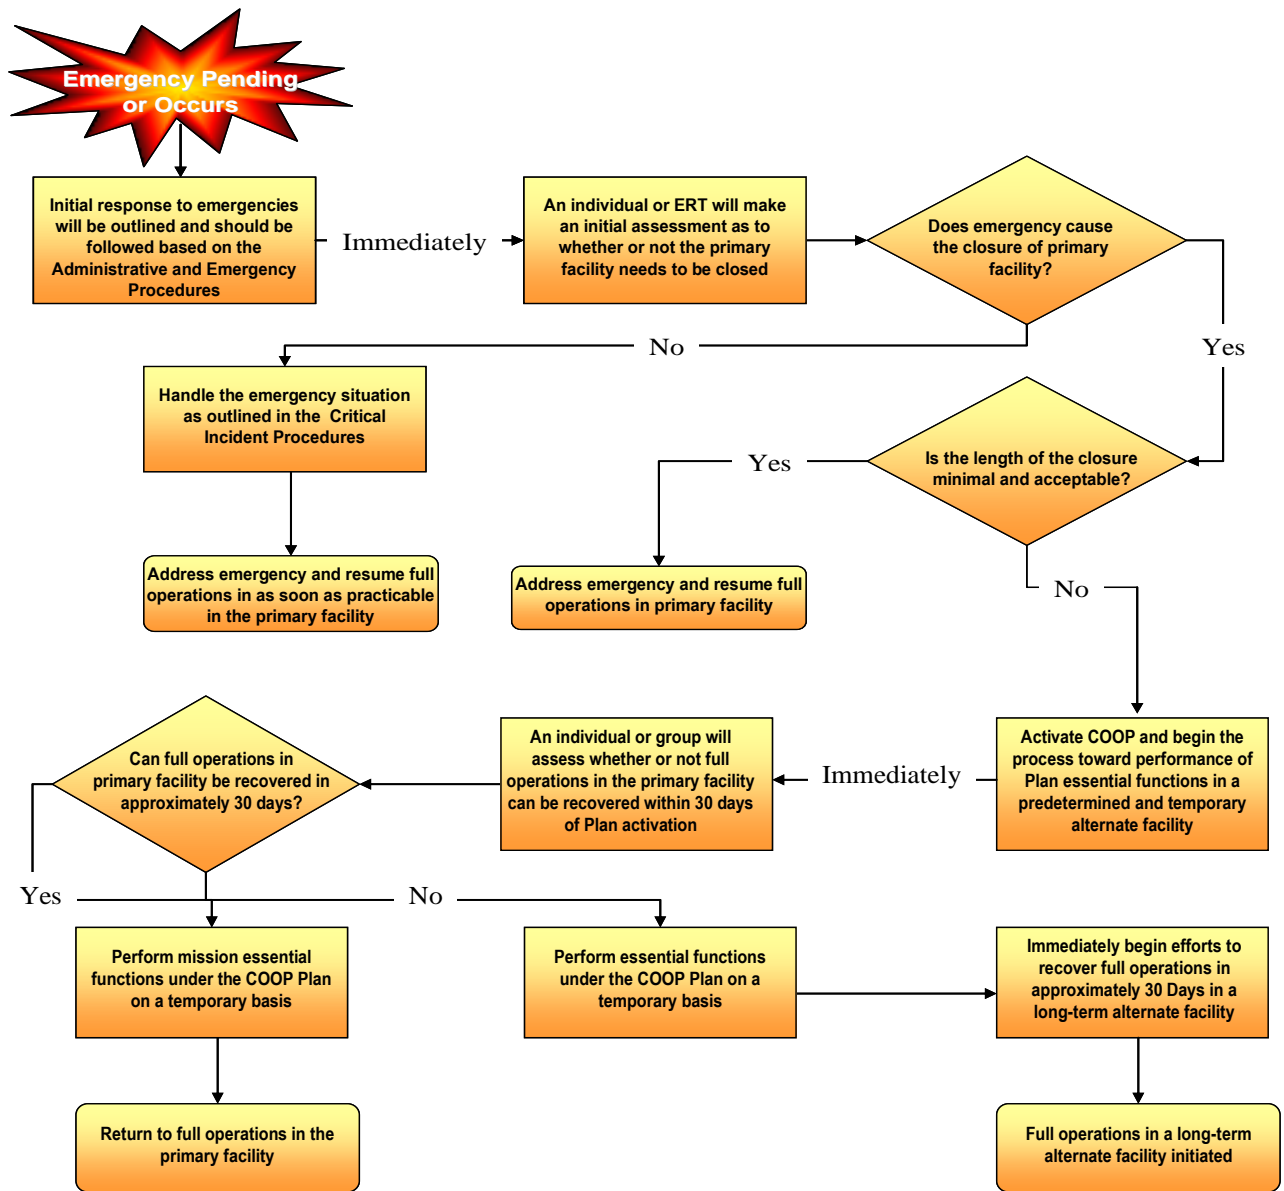 Emergency Pending
or Occurs
Initial response to emergencies
will be outlined and should be
followed based on the
Administrative and Emergency
Procedures
Immediately
An individual or ERT will make
an initial assessment as to
whether or not the primary
facility needs to be closed
Does emergency cause
the closure of primary
facility?
No
Yes
Handle the emergency situation
as outlined in the Critical
Incident Procedures
Is the length of the closure
minimal and acceptable?
Yes
No
Address emergency and resume full
operations in as soon as practicable
in the primary facility
Address emergency and resume full
operations in primary facility
Can full operations in
primary facility be recovered in
approximately 30 days?
An individual or group will
assess whether or not full
operations in the primary facility
can be recovered within 30 days
of Plan activation
Immediately
Activate COOP and begin the
process toward performance of
Plan essential functions in a
predetermined and temporary
alternate facility
Yes
No
Perform mission essential
functions under the COOP Plan
on a temporary basis
Perform essential functions
under the COOP Plan on a
temporary basis
Immediately begin efforts to
recover full operations in
approximately 30 Days in a
long-term alternate facility
Return to full operations in the
primary facility
Full operations in a long-term
alternate facility initiated